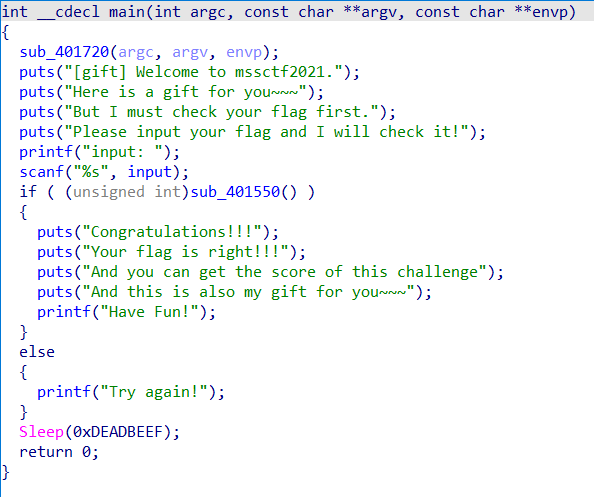 int __cdecl main(int argc, const char **argv, const char **envp)
{
  sub_401720(argc, argv, envp);
  puts("[gift] Welcome to mssctf2021.");
  puts("Here is a gift for you~~~");
  puts("But I must check your flag first.");
  puts("Please input your flag and I will check it!");
  printf("input: ");
  scanf("%s", input);
  if ( (unsigned int)sub_401550() )
  {
    puts("Congratulations!!!");
    puts("Your flag is right!!!");
    puts("And you can get the score of this challenge");
    puts("And this is also my gift for you~~~");
    printf("Have Fun!");
  }
  else
  {
    printf("Try again!");
  }
  Sleep(0xDEADBEEF);
  return 0;
}